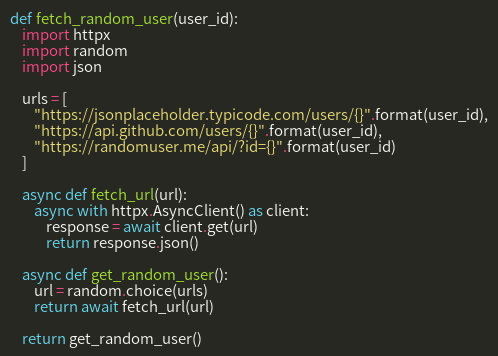 def fetch_random_user(user_id):
    import httpx
    import random
    import json

    urls = [
        "https://jsonplaceholder.typicode.com/users/{}".format(user_id),
        "https://api.github.com/users/{}".format(user_id),
        "https://randomuser.me/api/?id={}".format(user_id)
    ]

    async def fetch_url(url):
        async with httpx.AsyncClient() as client:
            response = await client.get(url)
            return response.json()

    async def get_random_user():
        url = random.choice(urls)
        return await fetch_url(url)

    return get_random_user()